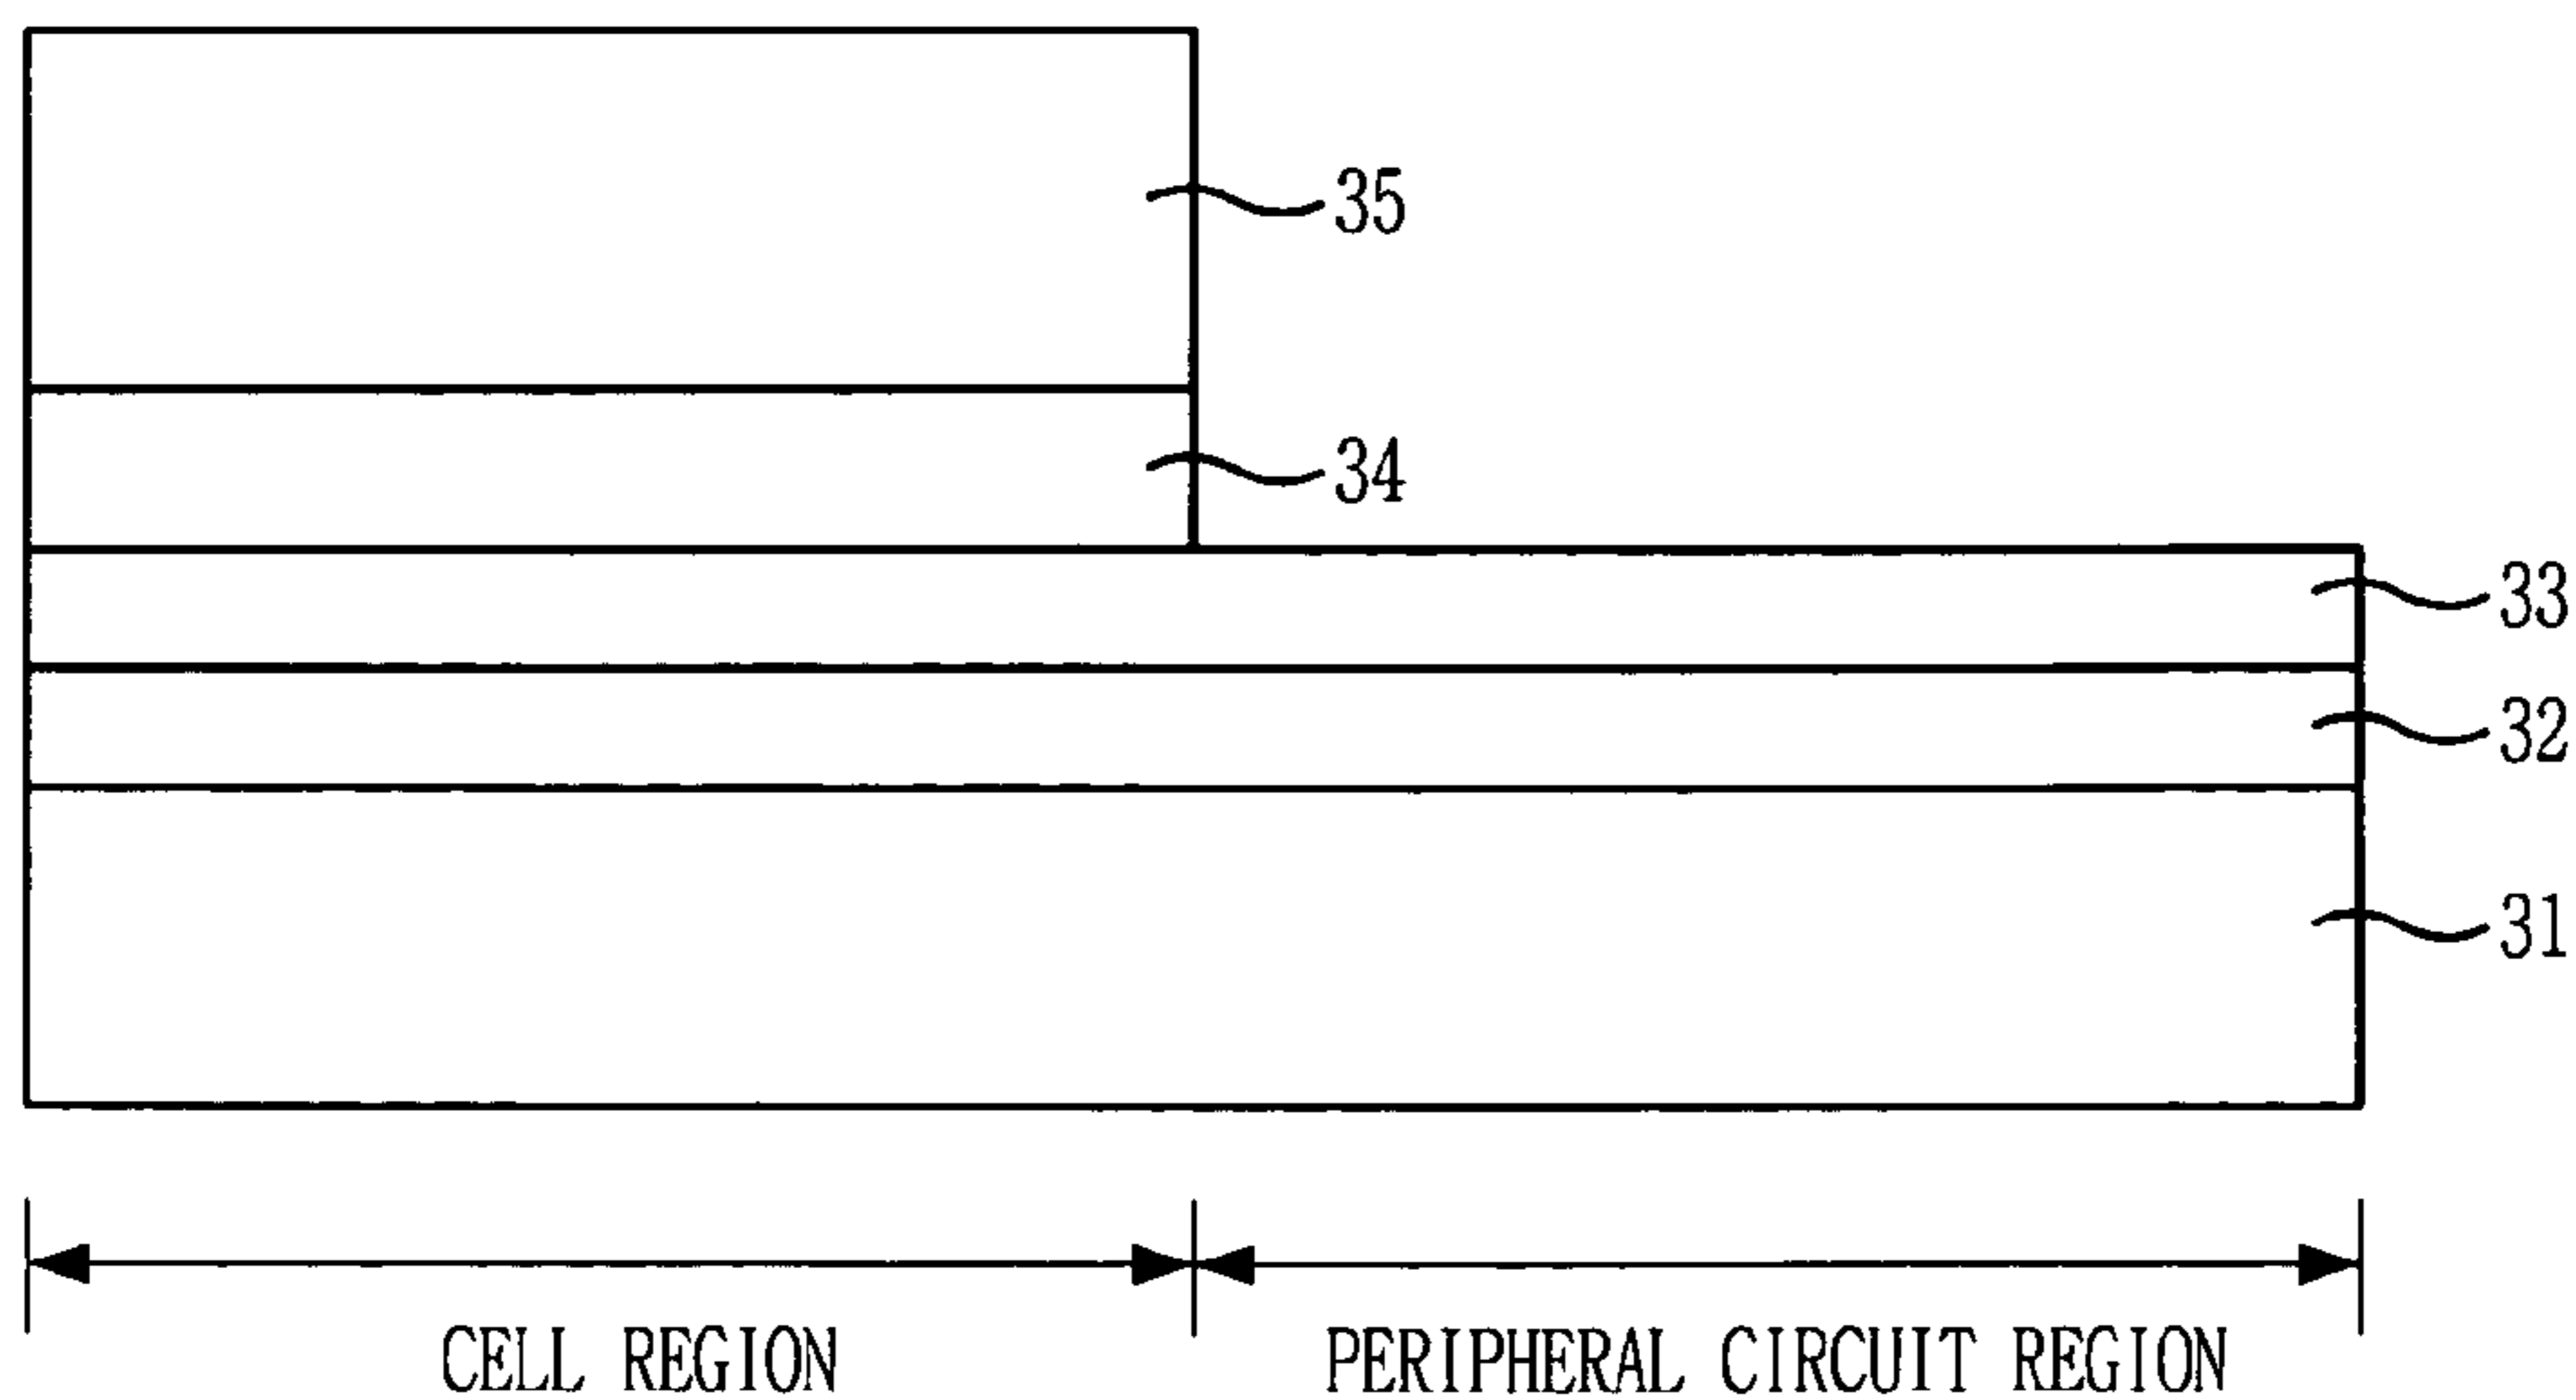 35
34
33
32
31
CELL REGION
PERIPHERAL CIRCUIT REGION